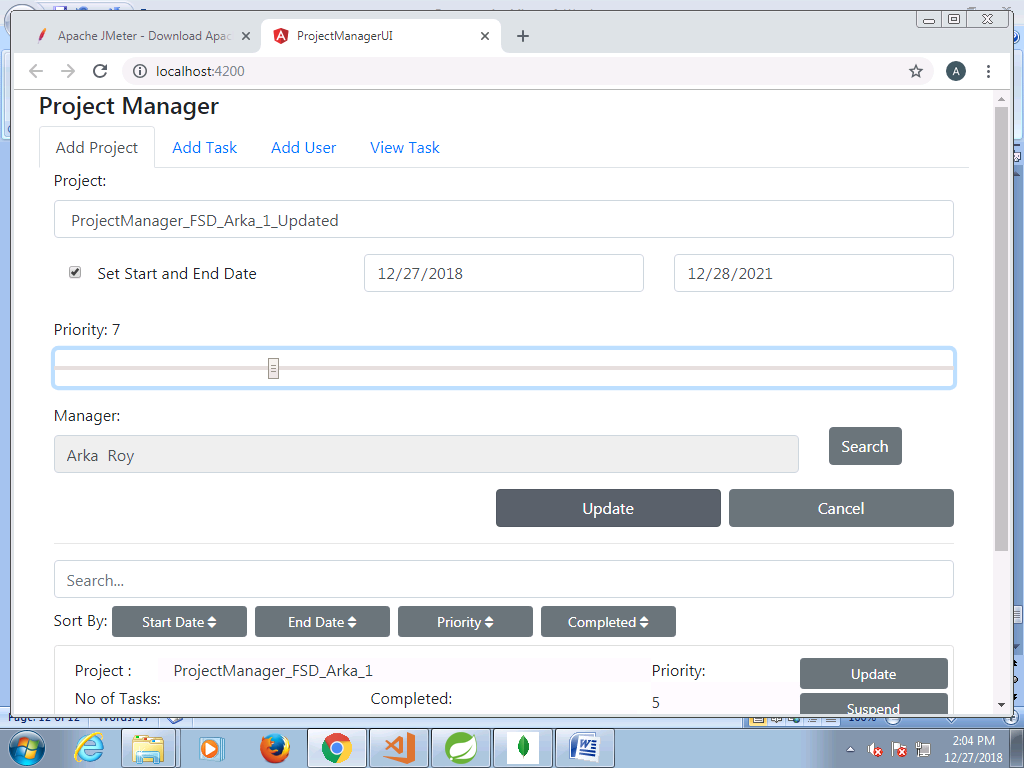 Apache JMeter - Download Apac
ProjectManagerUI
localhost:4200
A
Project Manager
Add Project Add Task Add User View Task
Project:
ProjectManager_FSD_Arka_1_Updated
Set Start and End Date 12/27/2018 12/28/2021
Priority: 7
Manager:
Arka Roy Search
Update Cancel
Search...
Sort By: Start Date End Date Priority Completed
Project : ProjectManager_FSD_Arka_1 Priority: Update
No of Tasks: Completed: 5 Suspend
Page: 12 of 12 Words: 17 100%
2:04 PM
12/27/2018